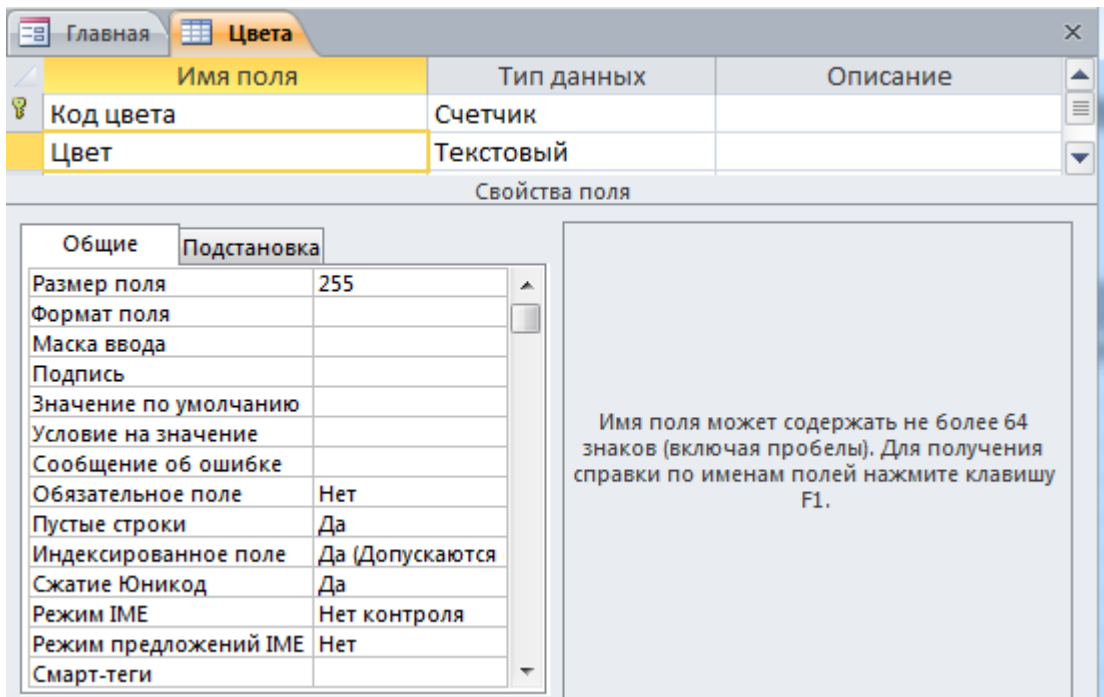 Главная Цвета
Имя поля Тип данных Описание
Код цвета Счетчик
Цвет Текстовый
Свойства поля
Общие Подстановка
Размер поля 255
Формат поля
Маска ввода
Подпись
Значение по умолчанию
Условие на значение
Сообщение об ошибке
Обязательное поле Нет
Пустые строки Да
Индексированное поле Да (Допускаются
Сжатие Юникод Да
Режим IME Нет контроля
Режим предложений IME Нет
Смарт-теги
Имя поля может содержать не более 64
знаков (включая пробелы). Для получения
справки по именам полей нажмите клавишу
F1.